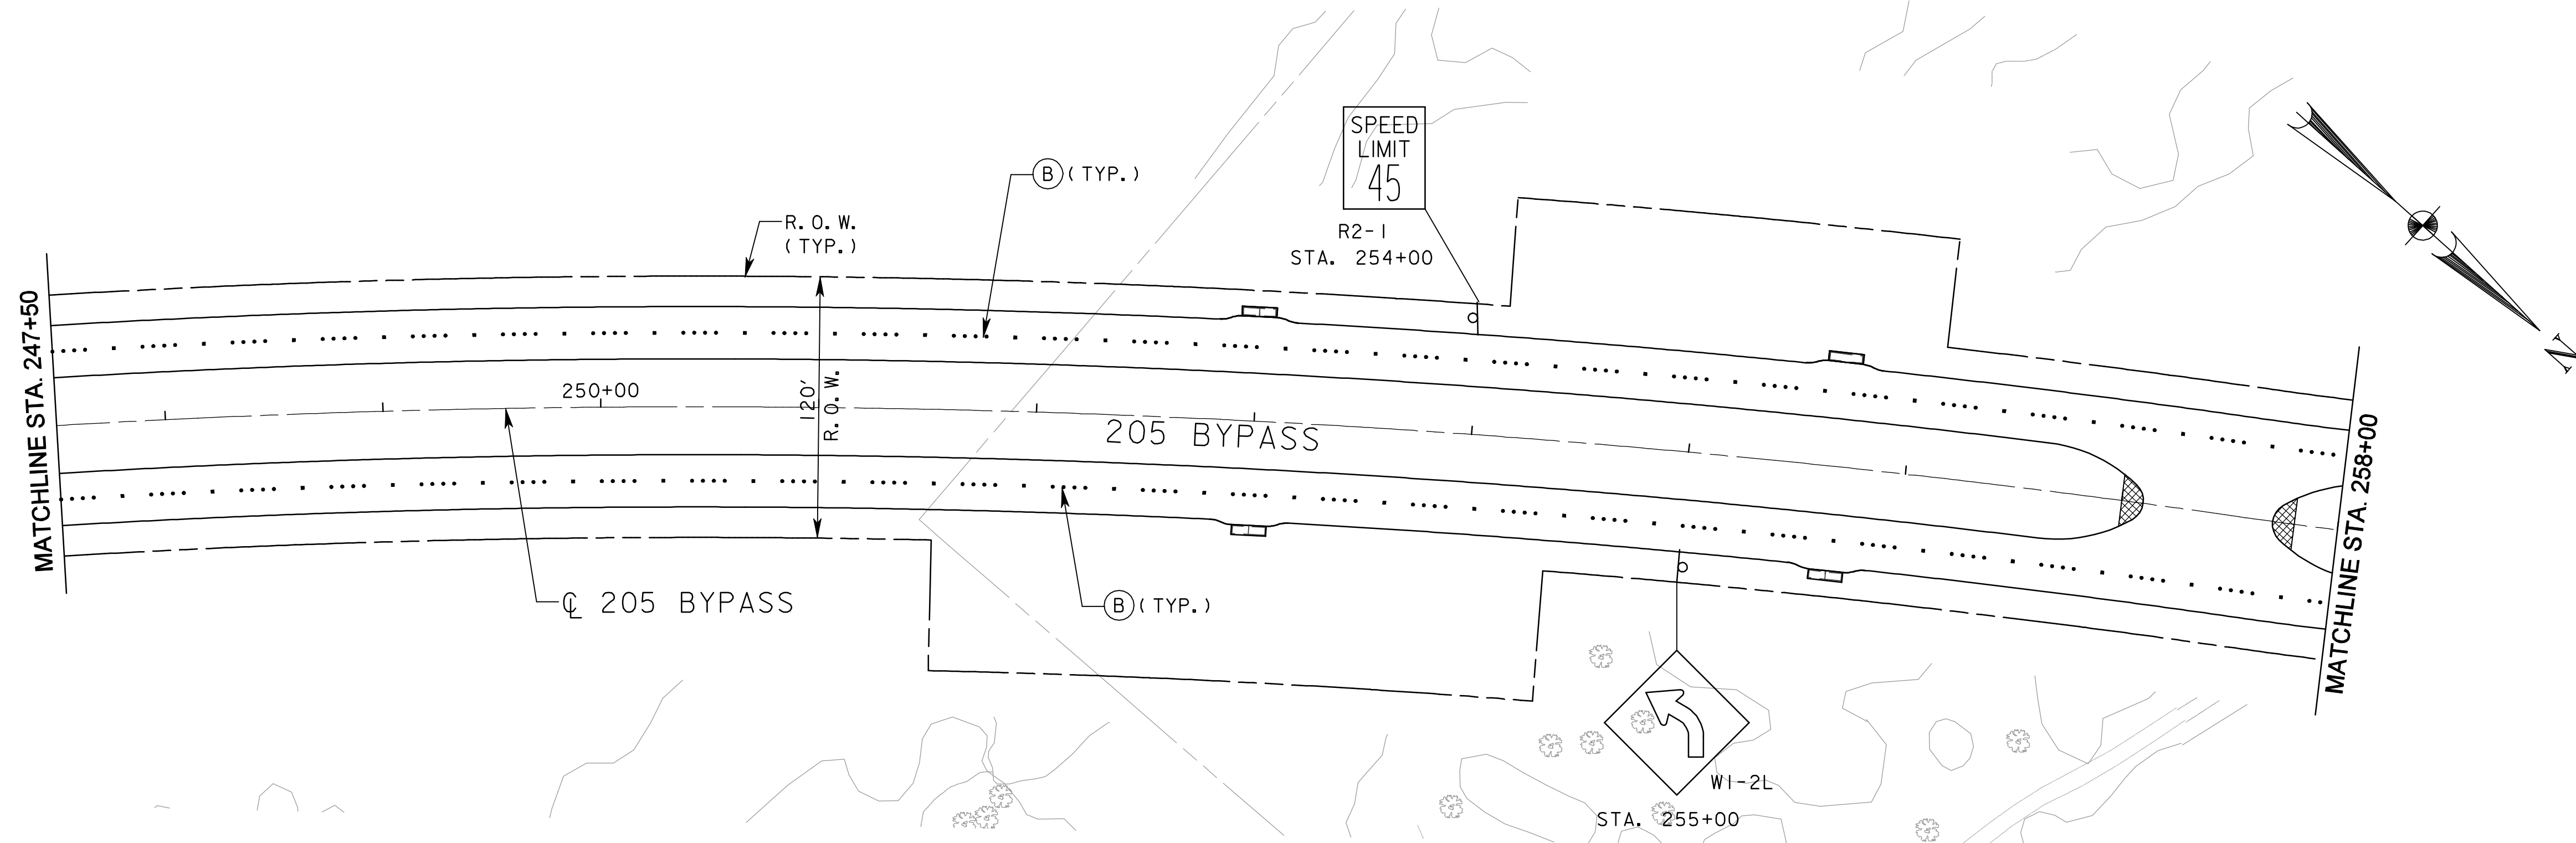 SPEED
LIMIT
45
R2-1
STA. 254+00
B (TYP.)
R.O.W.
(TYP.)
MATCHLINE STA. 247+50
250+00
120'
R.O.W.
205 BYPASS
℄ 205 BYPASS
B (TYP.)
W1-2L
STA. 255+00
MATCHLINE STA. 258+00
N